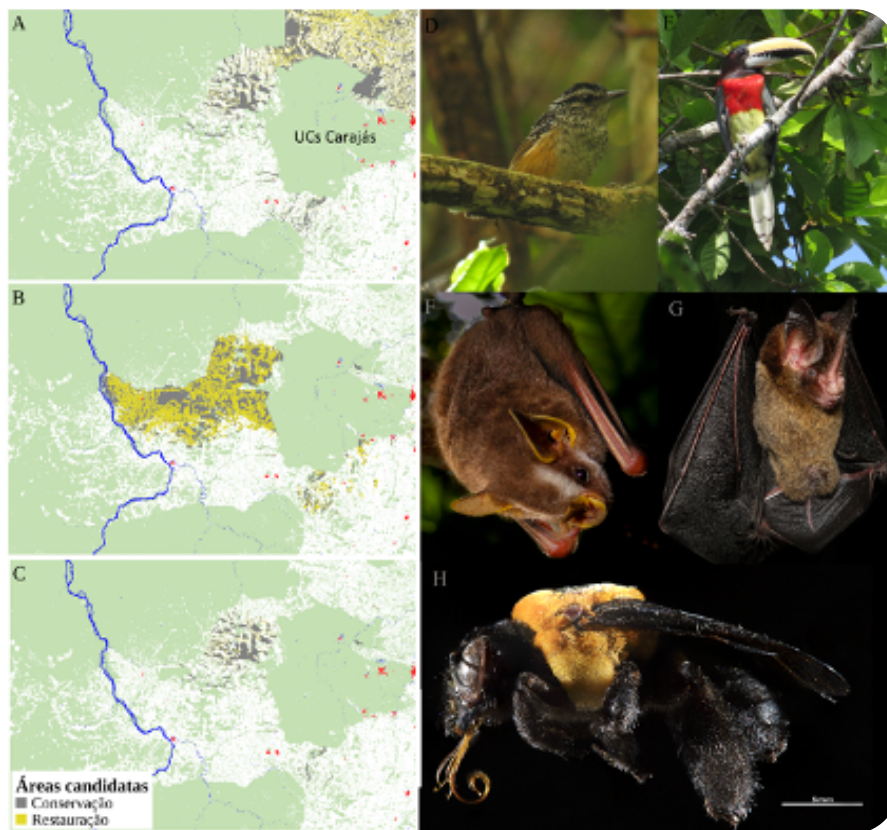 A
UCs Carajás
B
C
Áreas candidatas
Conservação
Restauração
D
E
F
G
H